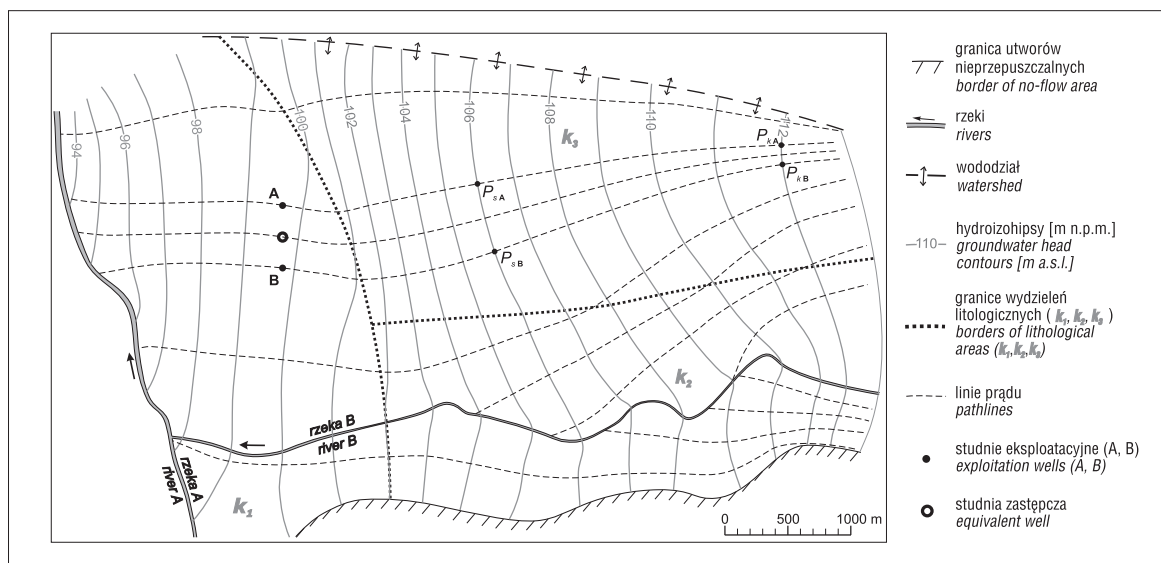 94
96
98
100
102
104
106
108
110
112
k₃
PkA
PkB
PsA
PsB
A
B
k₂
rzeka B
river B
rzeka A
river A
k₁
0 500 1000 m
granica utworów
nieprzepuszczalnych
border of no-flow area
rzeki
rivers
wododział
watershed
–110–
hydroizohipsy [m n.p.m.]
groundwater head
contours [m a.s.l.]
granice wydzieleń
litologicznych ( k₁, k₂, k₃ )
borders of lithological
areas (k₁,k₂,k₃)
linie prądu
pathlines
studnie eksploatacyjne (A, B)
exploitation wells (A, B)
studnia zastępcza
equivalent well